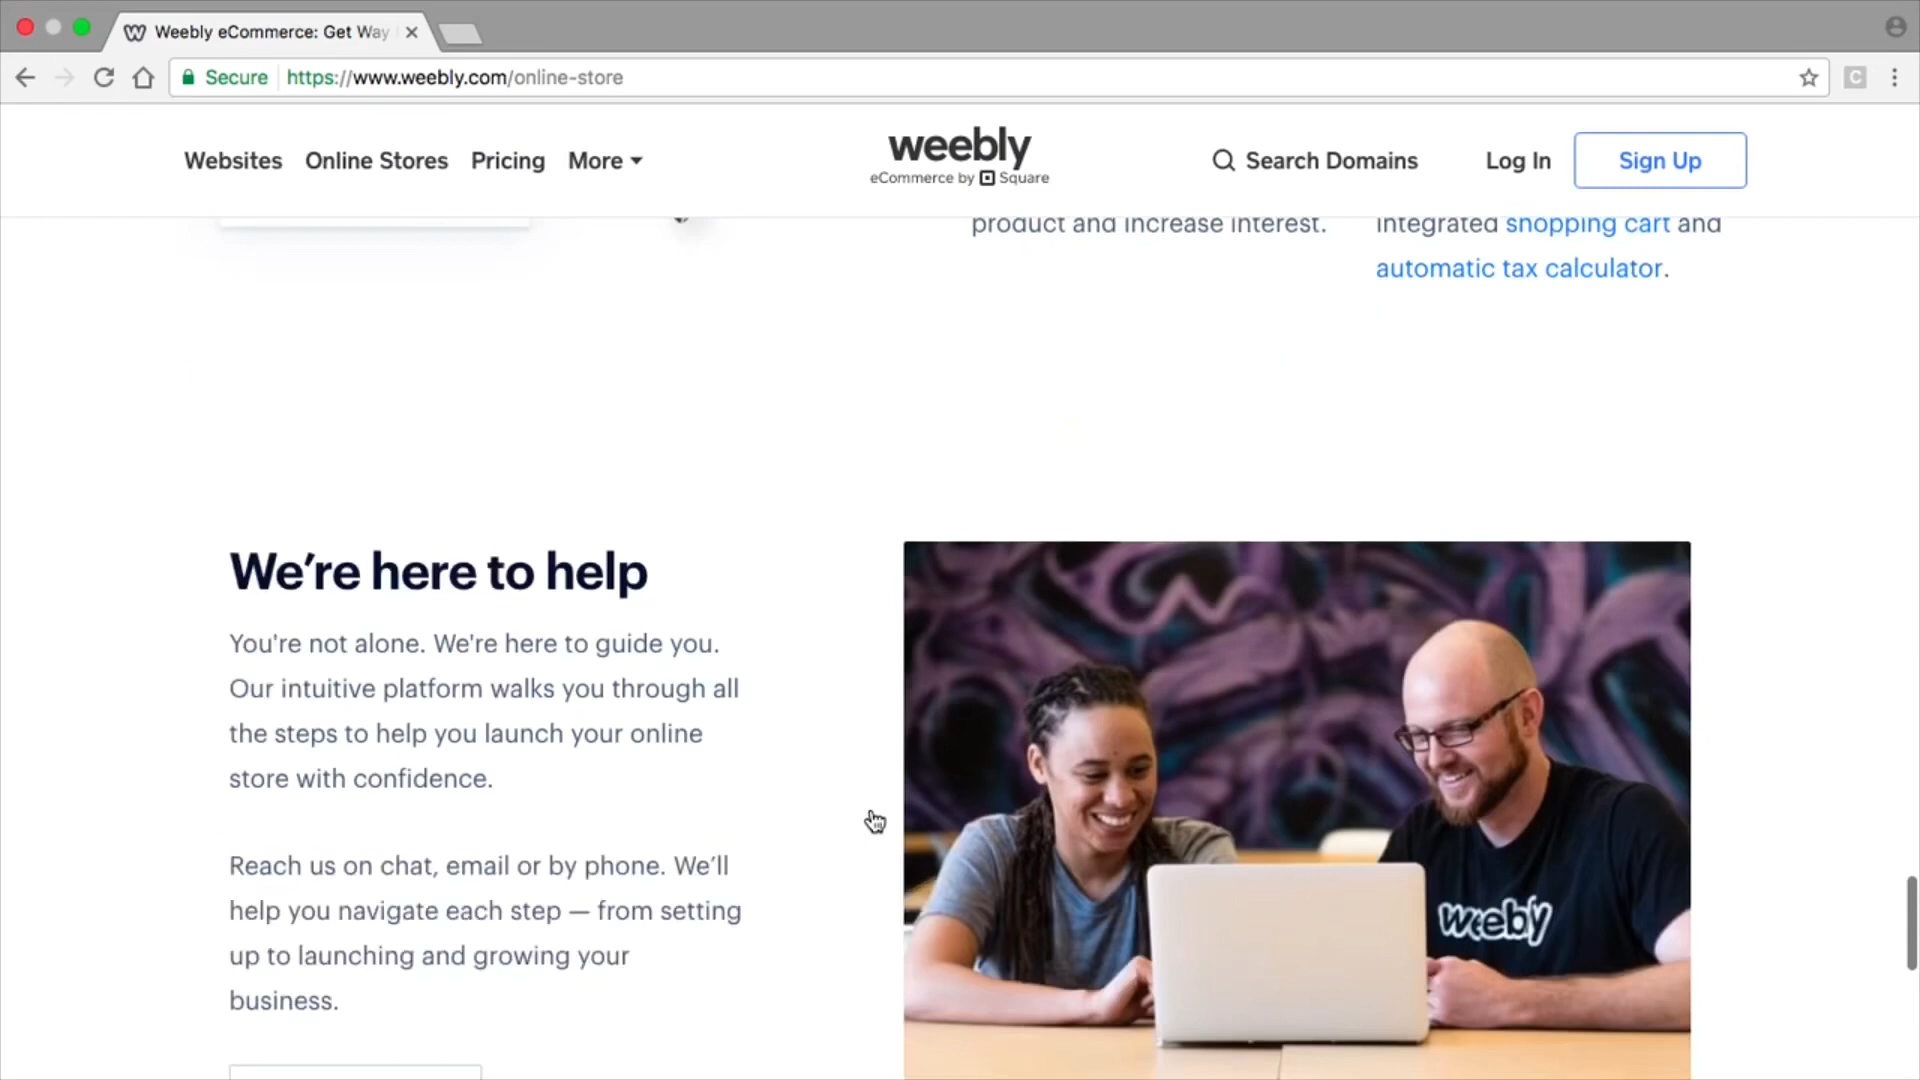 Weebly eCommerce: Get Way
Secure https://www.weebly.com/online-store
Websites Online Stores Pricing More
weebly
eCommerce by Square
Search Domains Log In Sign Up
product and increase interest.
integrated shopping cart and
automatic tax calculator.
We're here to help
You're not alone. We're here to guide you.
Our intuitive platform walks you through all
the steps to help you launch your online
store with confidence.
Reach us on chat, email or by phone. We'll
help you navigate each step — from setting
up to launching and growing your
business.
weebly